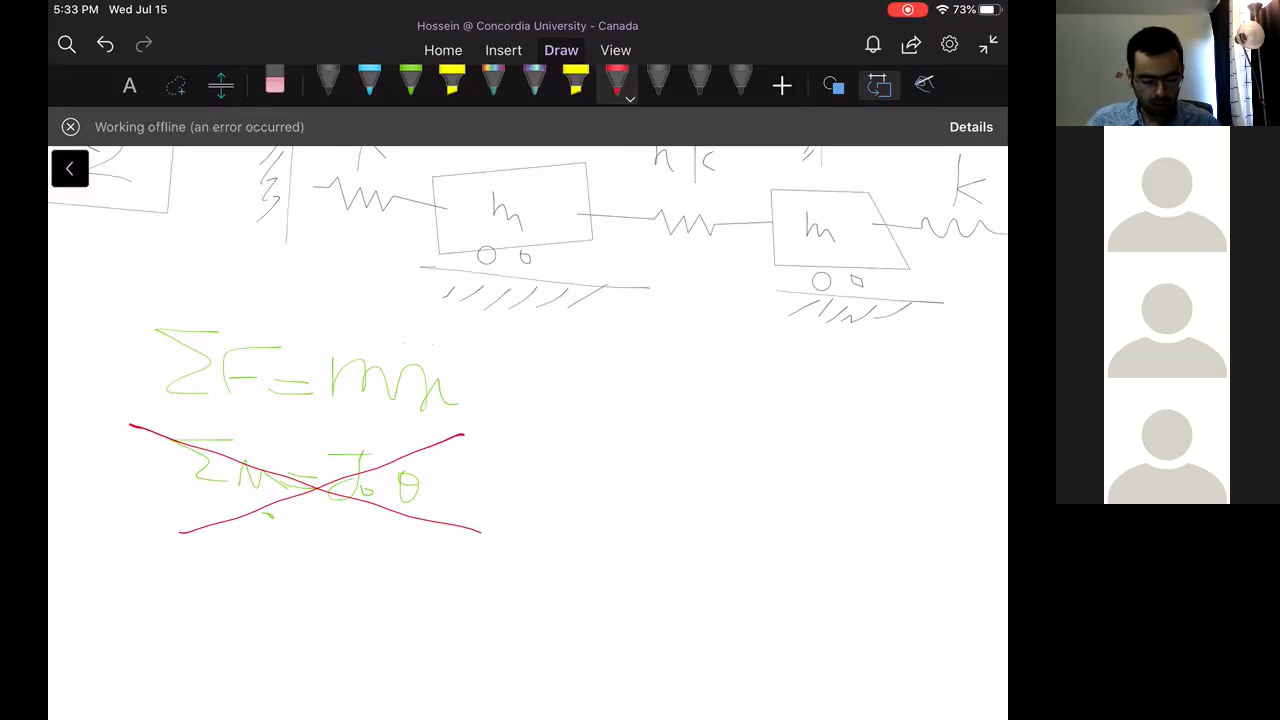 5:33 PM Wed Jul 15
73%
Hossein @ Concordia University - Canada
Home Insert Draw View
A
Working offline (an error occurred)
Details
n k
k
m
m
ΣF = mẍ
ΣM = J₀ θ